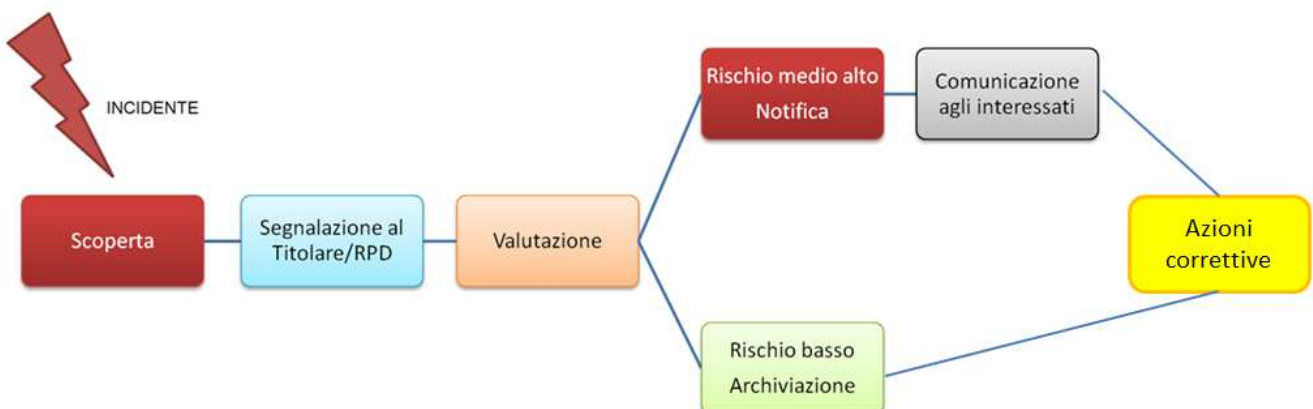 INCIDENTE
Scoperta
Segnalazione al
Titolare/RPD
Valutazione
Rischio medio alto
Notifica
Comunicazione
agli interessati
Rischio basso
Archiviazione
Azioni
correttive